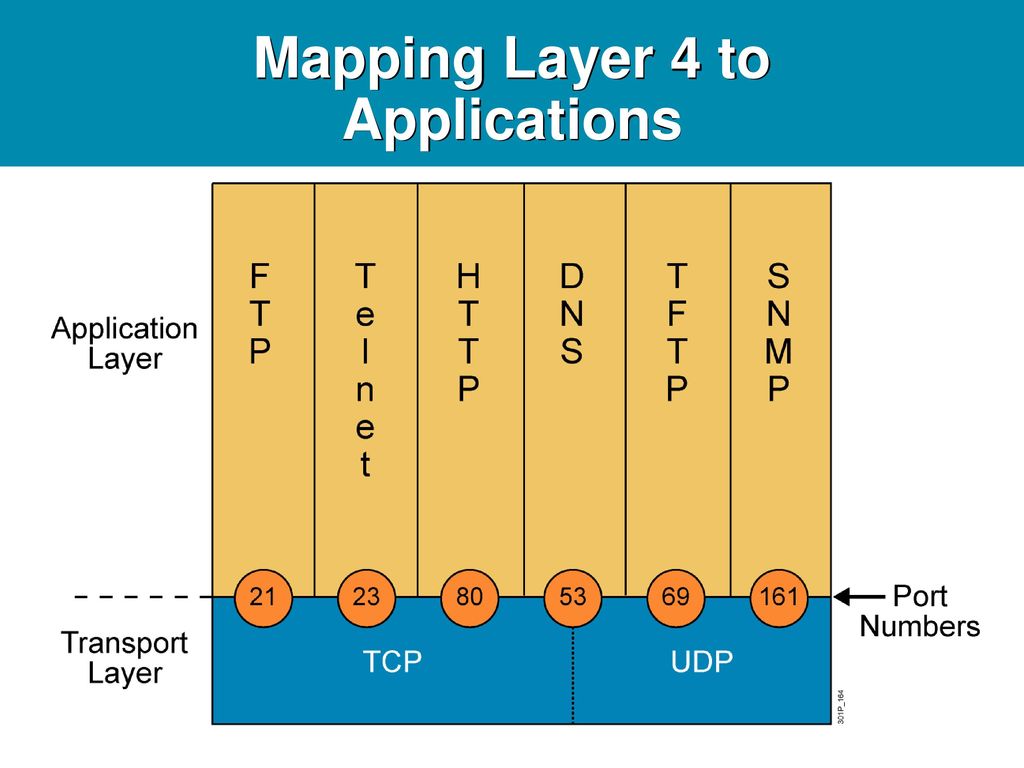 Mapping Layer 4 to
Applications
Application
Layer
FTP
Telnet
HTTP
DNS
TFTP
SNMP
21
23
80
53
69
161
Port
Numbers
Transport
Layer
TCP
UDP
301P_164